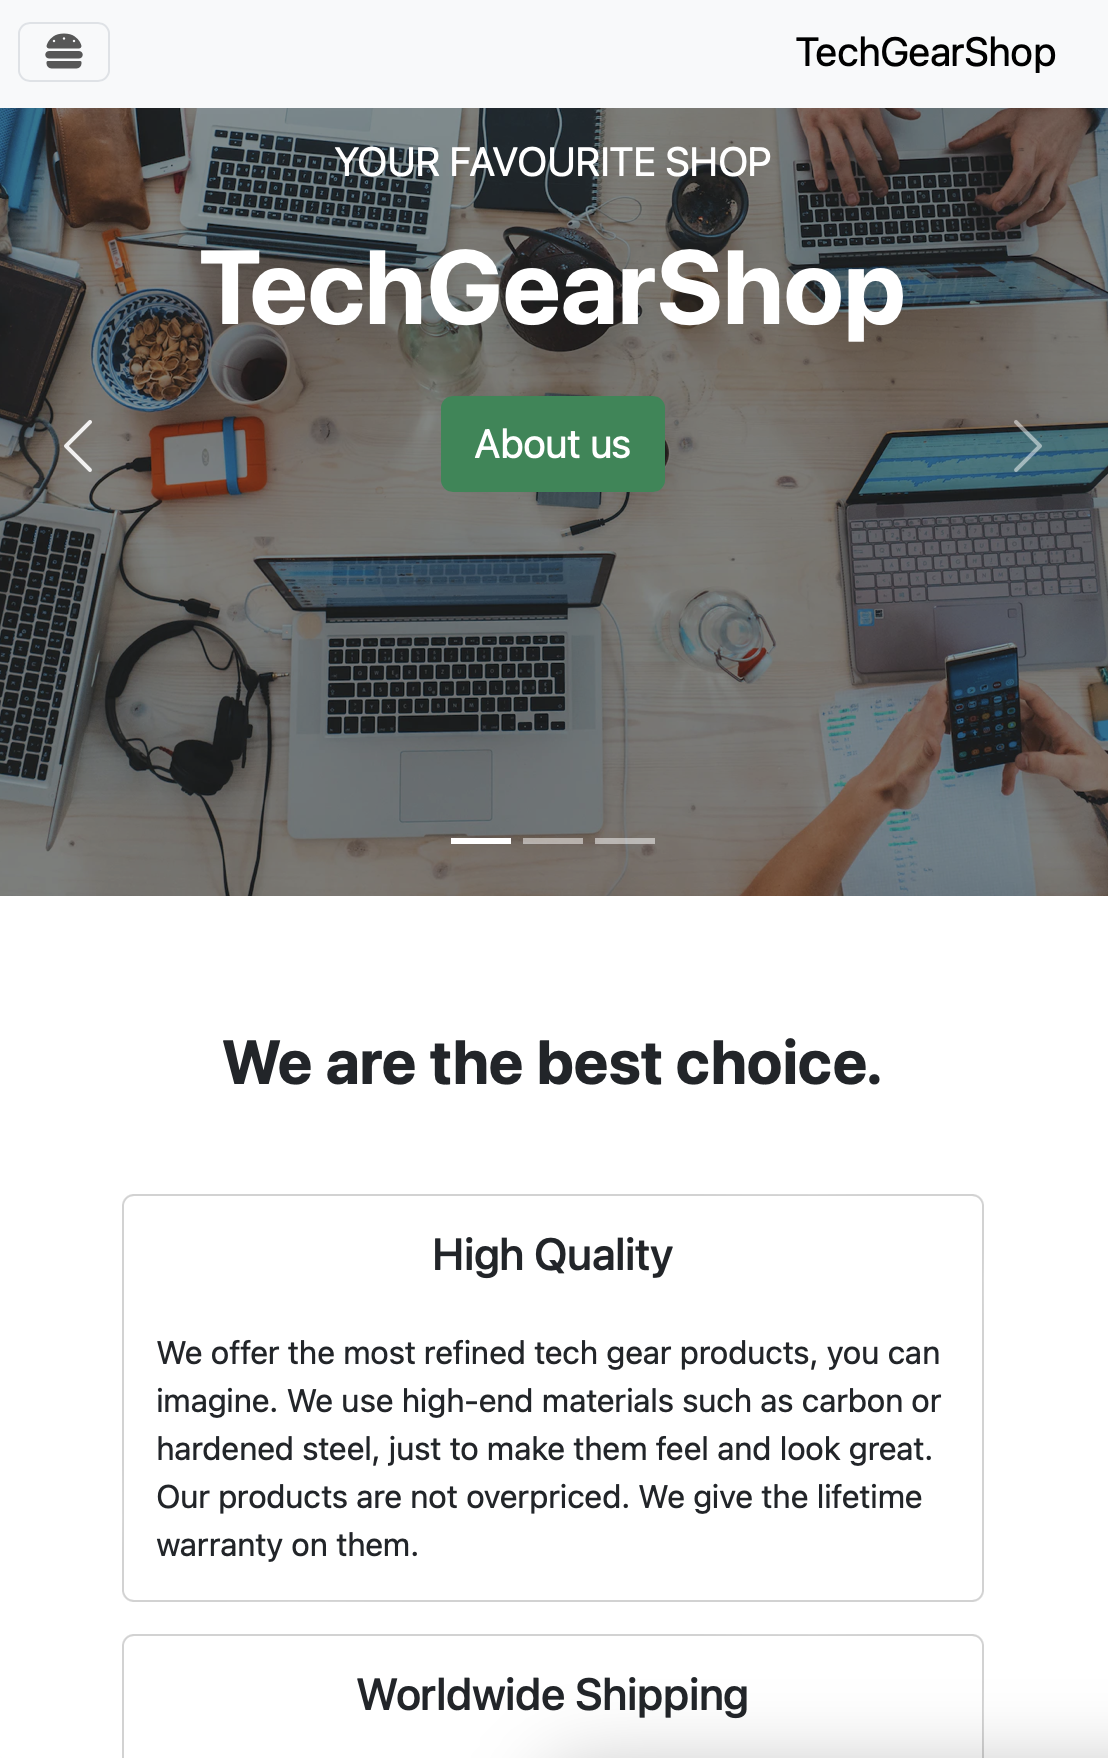 TechGearShop
YOUR FAVOURITE SHOP
TechGearShop
About us
We are the best choice.
High Quality
We offer the most refined tech gear products, you can
imagine. We use high-end materials such as carbon or
hardened steel, just to make them feel and look great.
Our products are not overpriced. We give the lifetime
warranty on them.
Worldwide Shipping